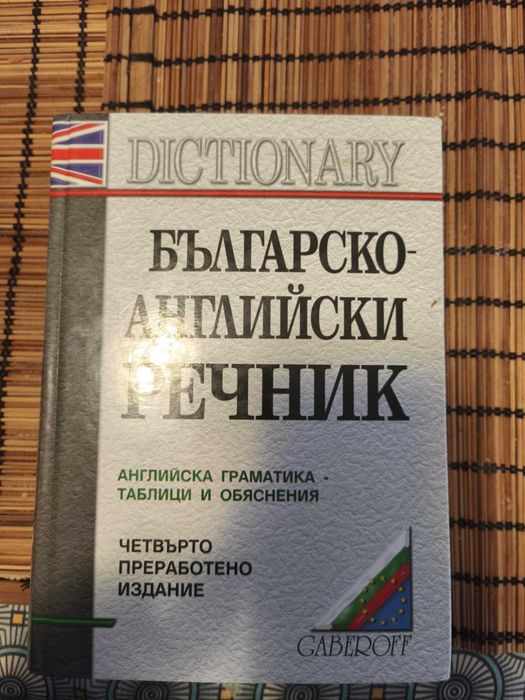 DICTIONARY
БЪЛГАРСКО-
АНГЛИЙСКИ
РЕЧНИК
АНГЛИЙСКА ГРАМАТИКА -
ТАБЛИЦИ И ОБЯСНЕНИЯ
ЧЕТВЪРТО
ПРЕРАБОТЕНО
ИЗДАНИЕ
GABEROFF